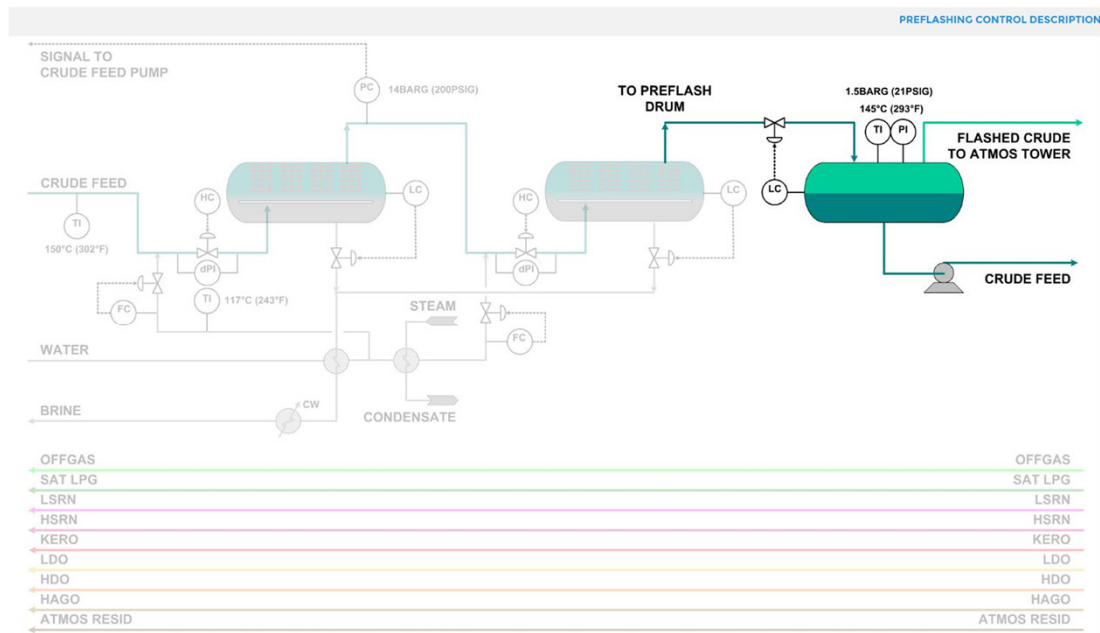 PREFLASHING CONTROL DESCRIPTION
SIGNAL TO
CRUDE FEED PUMP
PC
14BARG (200PSIG)
TO PREFLASH
DRUM
1.5BARG (21PSIG)
145°C (293°F)
TI
PI
FLASHED CRUDE
TO ATMOS TOWER
CRUDE FEED
TI
150°C (302°F)
HC
LC
HC
LC
LC
dPI
dPI
CRUDE FEED
FC
TI
117°C (243°F)
STEAM
FC
WATER
BRINE
CW
CONDENSATE
OFFGAS
OFFGAS
SAT LPG
SAT LPG
LSRN
LSRN
HSRN
HSRN
KERO
KERO
LDO
LDO
HDO
HDO
HAGO
HAGO
ATMOS RESID
ATMOS RESID